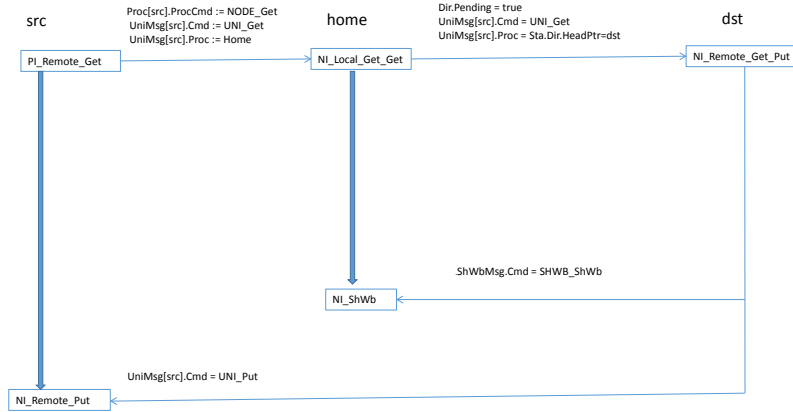 src
home
dst
Proc[src].ProcCmd := NODE_Get
UniMsg[src].Cmd := UNI_Get
UniMsg[src].Proc := Home
Dir.Pending = true
UniMsg[src].Cmd = UNI_Get
UniMsg[src].Proc = Sta.Dir.HeadPtr=dst
PI_Remote_Get
NI_Local_Get_Get
NI_Remote_Get_Put
.ShWbMsg.Cmd = SHWB_ShWb
NI_ShWb
UniMsg[src].Cmd = UNI_Put
NI_Remote_Put